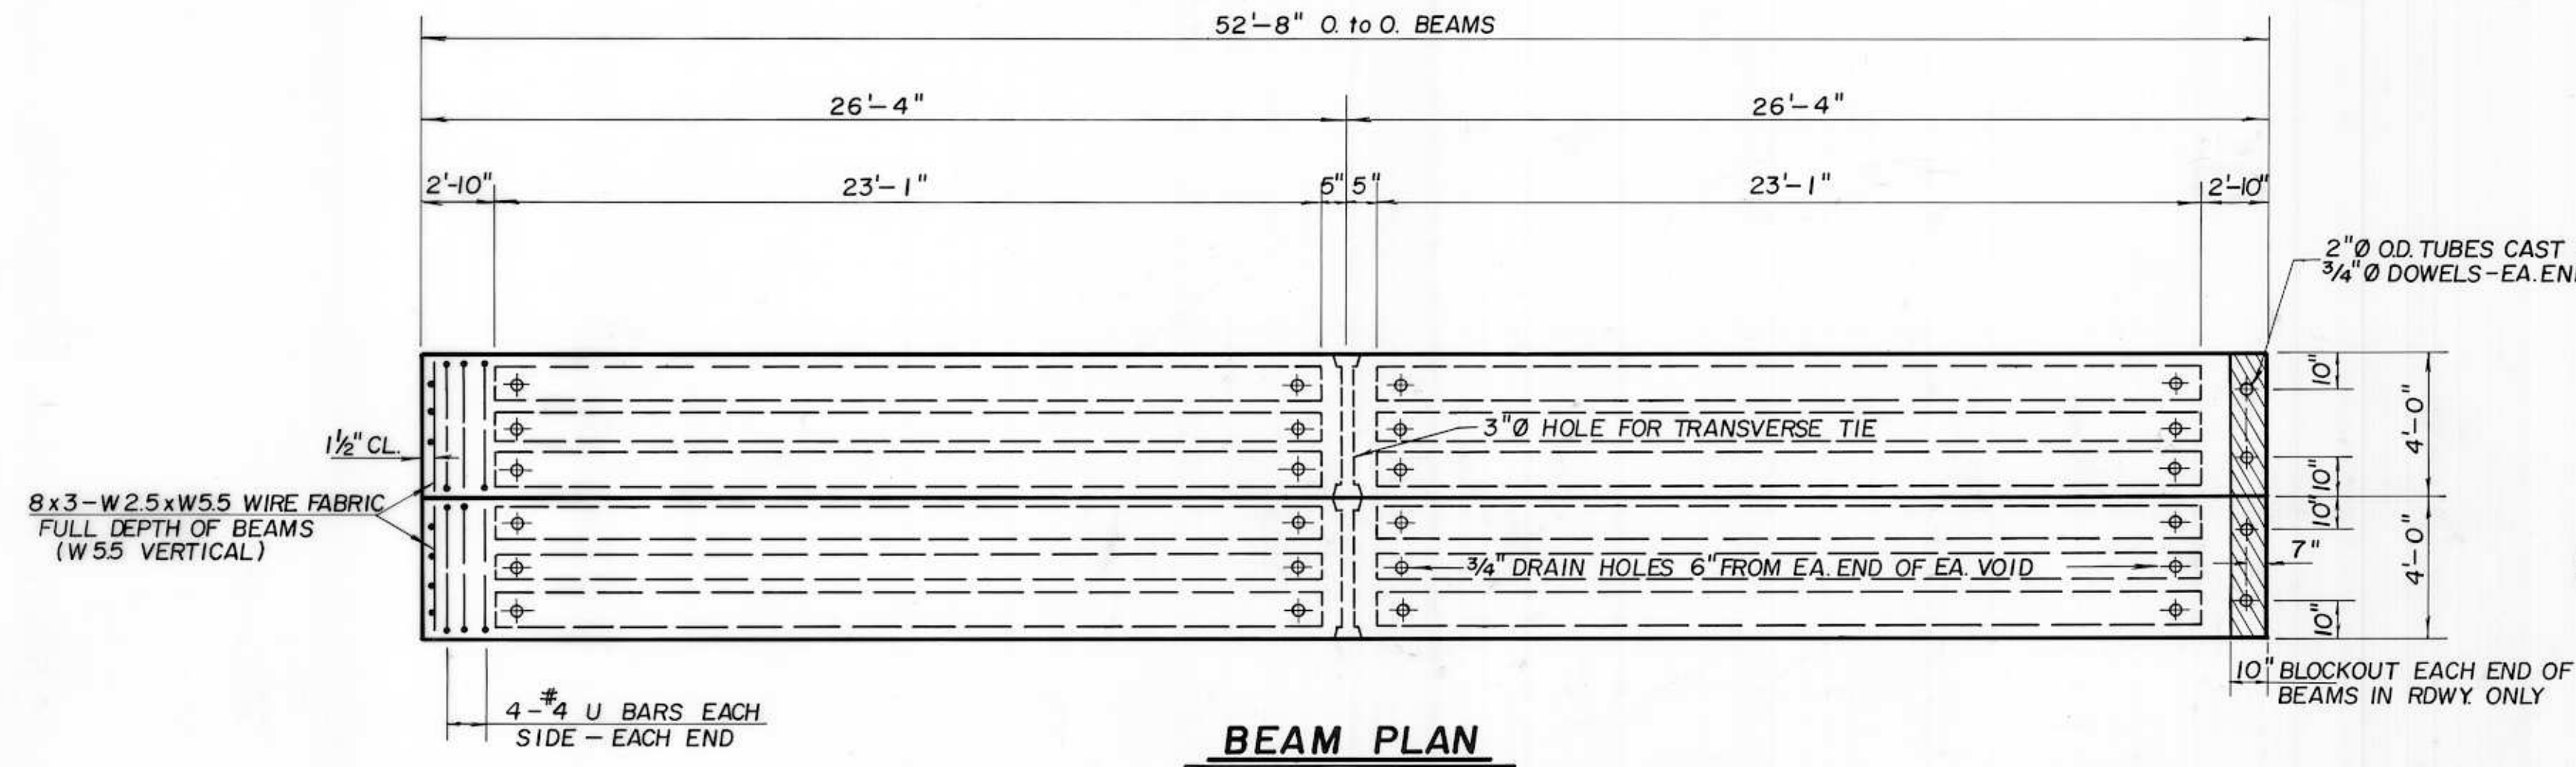 52'-8" O. to O. BEAMS
26'-4"
26'-4"
2'-10"
23'-1"
5"
5"
23'-1"
2'-10"
2"Ø O.D. TUBES CAST
3/4"Ø DOWELS-EA. EN
10"
4'-0"
10"
3"Ø HOLE FOR TRANSVERSE TIE
1½" CL.
8x3-W2.5xW5.5 WIRE FABRIC
FULL DEPTH OF BEAMS
(W5.5 VERTICAL)
10"
3/4" DRAIN HOLES 6" FROM EA. END OF EA. VOID
7"
4'-0"
10"
10" BLOCKOUT EACH END OF
BEAMS IN RDWY. ONLY
4-#4 U BARS EACH
SIDE - EACH END
BEAM PLAN